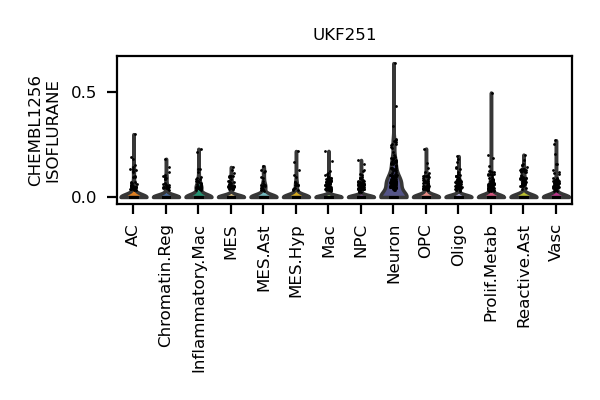 UKF251
CHEMBL1256
ISOFLURANE
0.5
0.0
AC
Chromatin.Reg
Inflammatory.Mac
MES
MES.Ast
MES.Hyp
Mac
NPC
Neuron
OPC
Oligo
Prolif.Metab
Reactive.Ast
Vasc